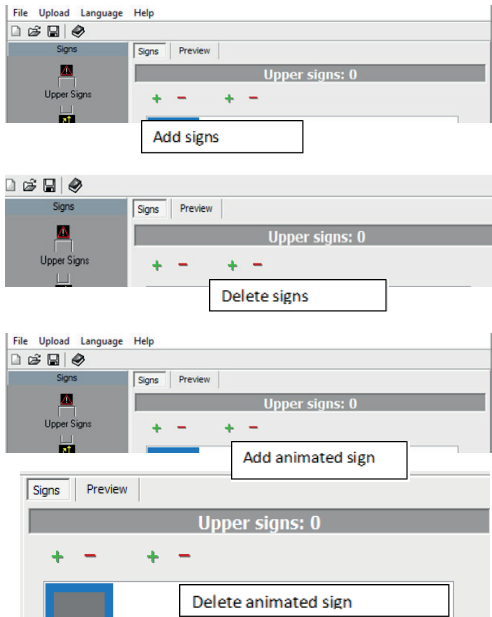 File Upload Language Help
Signs
Signs Preview
Upper signs: 0
Upper Signs
Add signs
Signs
Signs Preview
Upper signs: 0
Upper Signs
Delete signs
File Upload Language Help
Signs
Signs Preview
Upper signs: 0
Upper Signs
Add animated sign
Signs Preview
Upper signs: 0
Delete animated sign